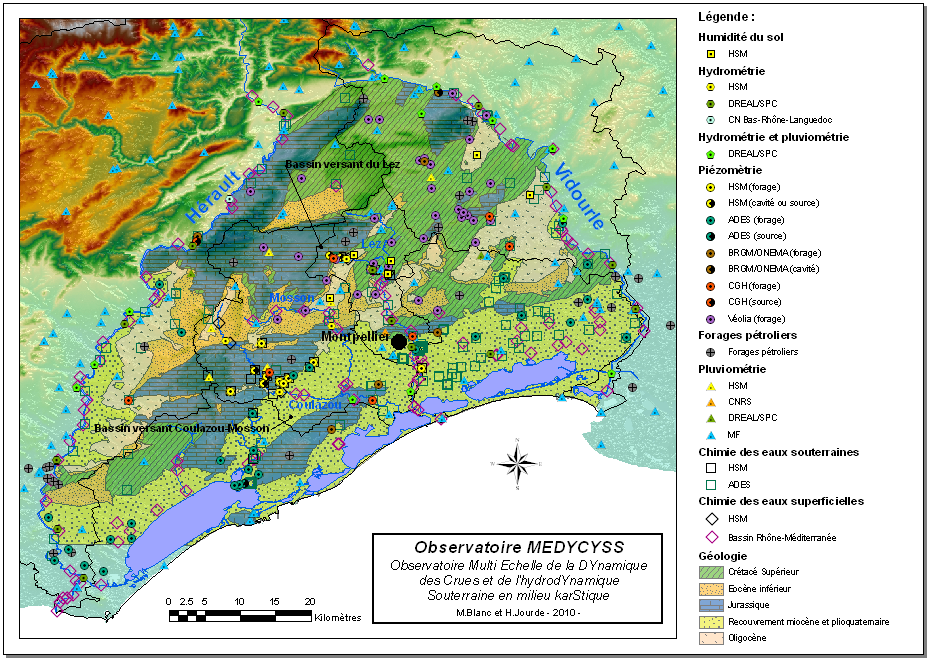 Bassin versant du Lez
Hérault
Vidourle
Lez
Mosson
Montpellier
Coulazou
Bassin versant Coulazou-Mosson
N
W
E
S
Observatoire MEDYCYSS
Observatoire Multi Echelle de la DYnamique
des Crues et de l'hydrodYnamique
Souterraine en milieu karStique
M.Blanc et H.Jourde - 2010 -
0 2.5 5 10 15 20
Kilomètres
Légende :
Humidité du sol
HSM
Hydrométrie
HSM
DREAL/SPC
CN Bas-Rhône-Languedoc
Hydrométrie et pluviométrie
DREAL/SPC
Piézomètrie
HSM (forage)
HSM (cavité ou source)
ADES (forage)
ADES (source)
BRGM/ONEMA (forage)
BRGM/ONEMA (cavité)
CGH (forage)
CGH (source)
Véolia (forage)
Forages pétroliers
Forages pétroliers
Pluviométrie
HSM
CNRS
DREAL/SPC
MF
Chimie des eaux souterraines
HSM
ADES
Chimie des eaux superficielles
HSM
Bassin Rhône-Méditerranée
Géologie
Crétacé Supérieur
Eocène inférieur
Jurassique
Recouvrement miocène et plioquaternaire
Oligocène